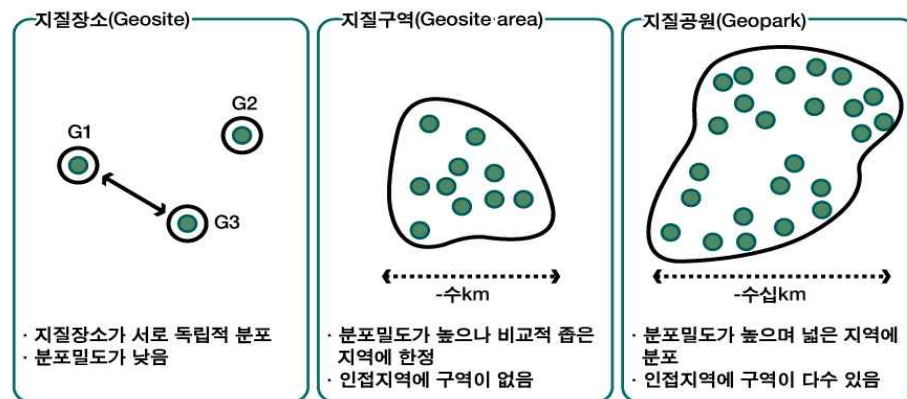 지질장소(Geosite)
G1
G2
G3
· 지질장소가 서로 독립적 분포
· 분포밀도가 낮음
지질구역(Geosite area)
-수km
· 분포밀도가 높으나 비교적 좁은
지역에 한정
· 인접지역에 구역이 없음
지질공원(Geopark)
-수십km
· 분포밀도가 높으며 넓은 지역에
분포
· 인접지역에 구역이 다수 있음